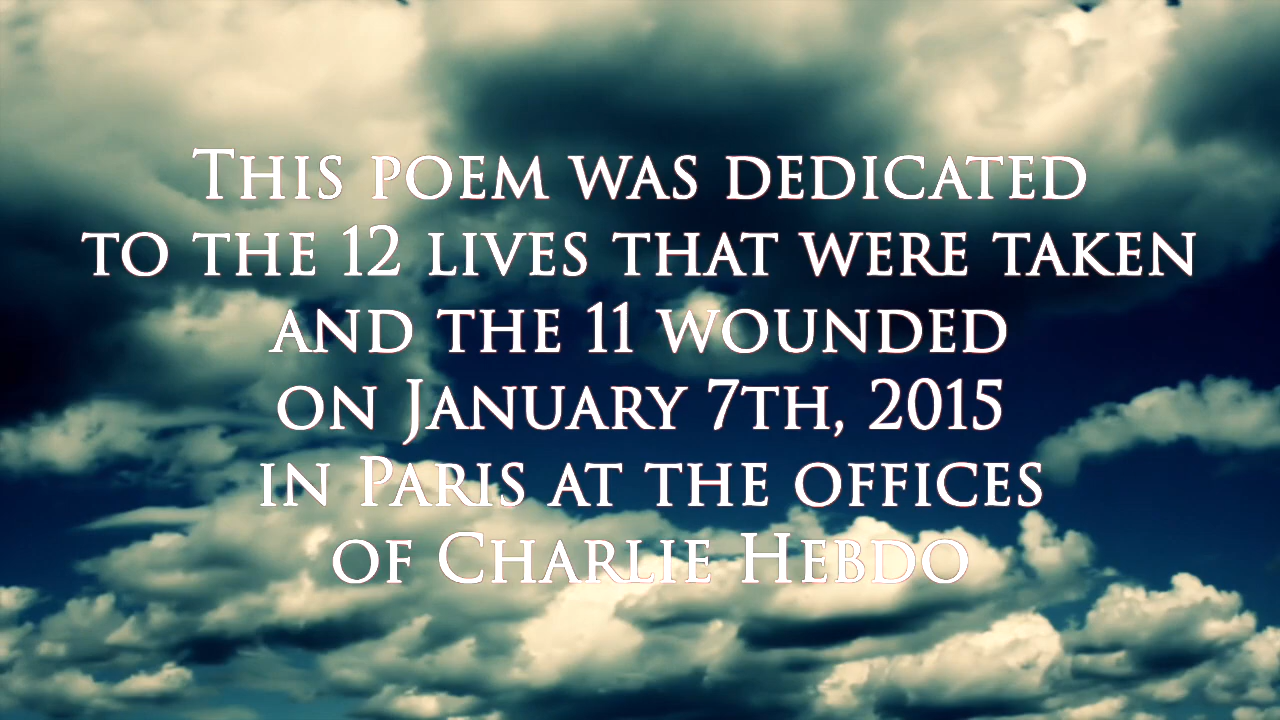 This poem was dedicated
to the 12 lives that were taken
and the 11 wounded
on January 7th, 2015
in Paris at the offices
of Charlie Hebdo